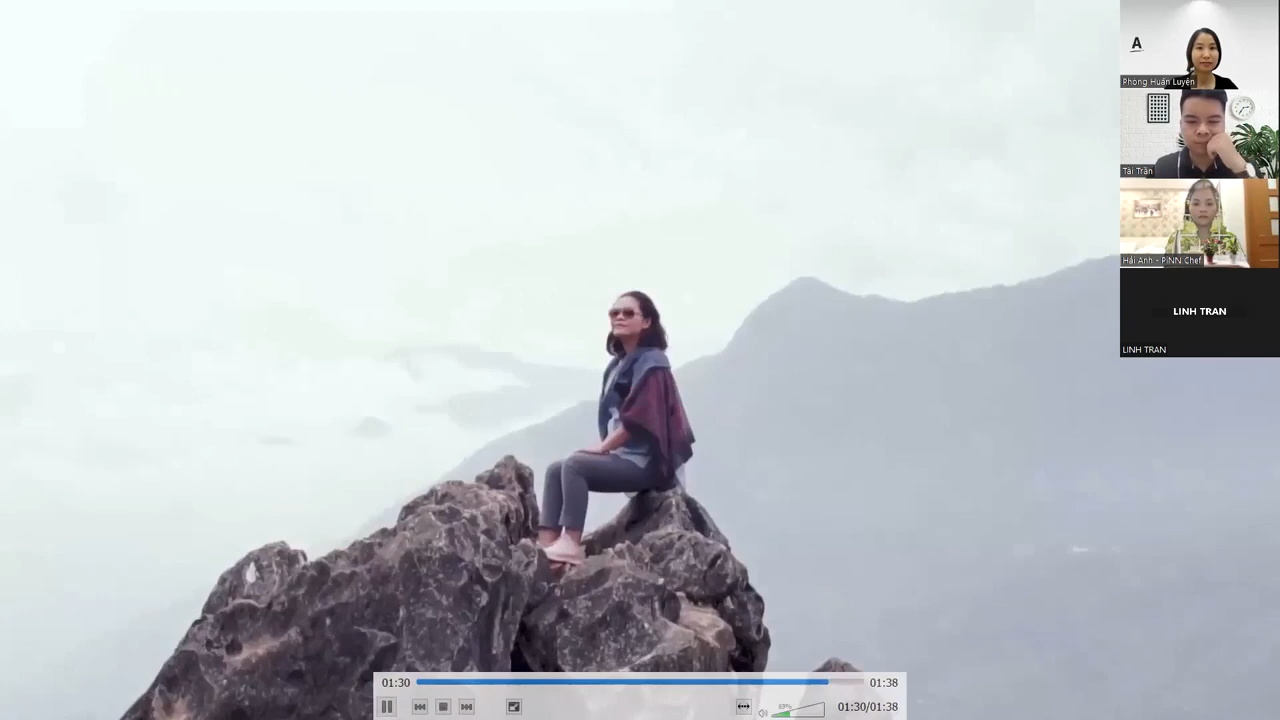 A
Phòng Huấn Luyện
Tài Trần
Hải Anh - PiNN Chef
LINH TRAN
LINH TRAN
01:30
01:38
69%
01:30/01:38